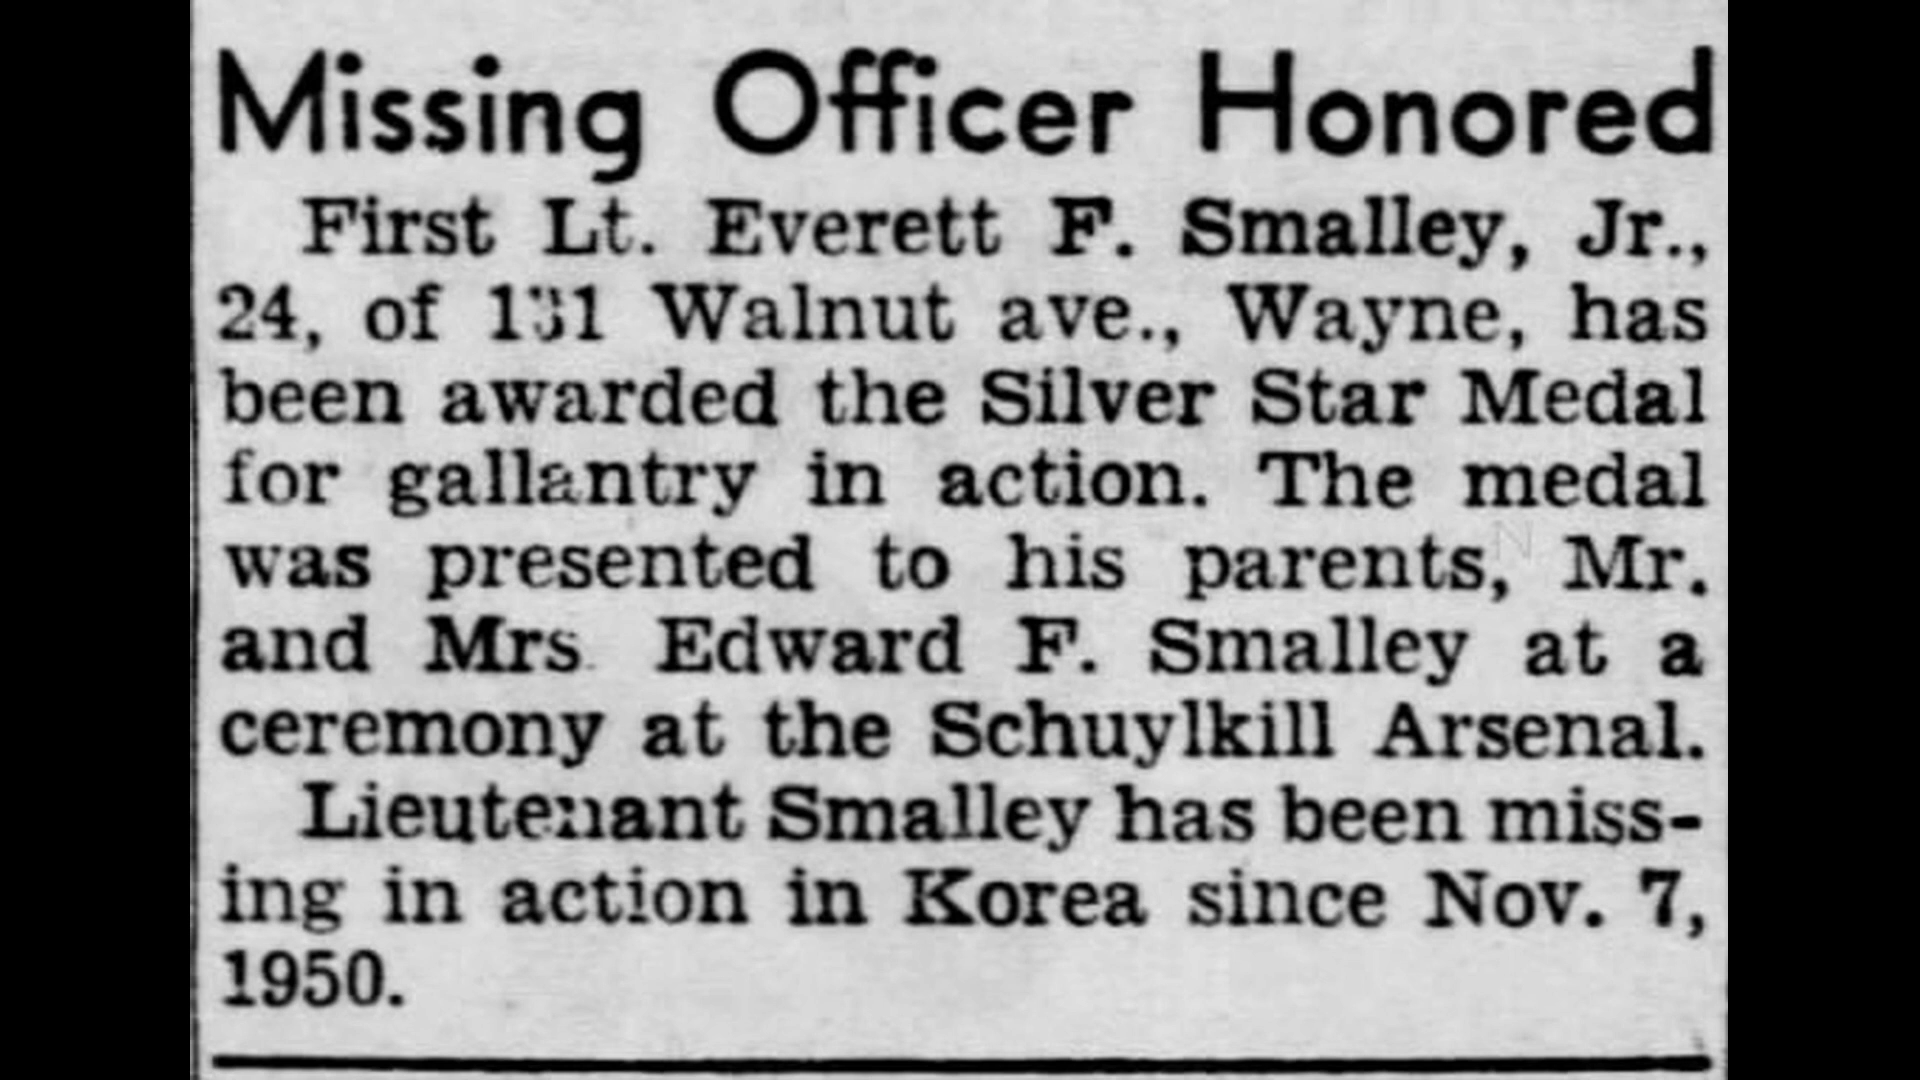 Missing Officer Honored
First Lt. Everett F. Smalley, Jr.,
24, of 131 Walnut ave., Wayne, has
been awarded the Silver Star Medal
for gallantry in action. The medal
was presented to his parents, Mr.
and Mrs. Edward F. Smalley at a
ceremony at the Schuylkill Arsenal.
Lieutenant Smalley has been miss-
ing in action in Korea since Nov. 7,
1950.